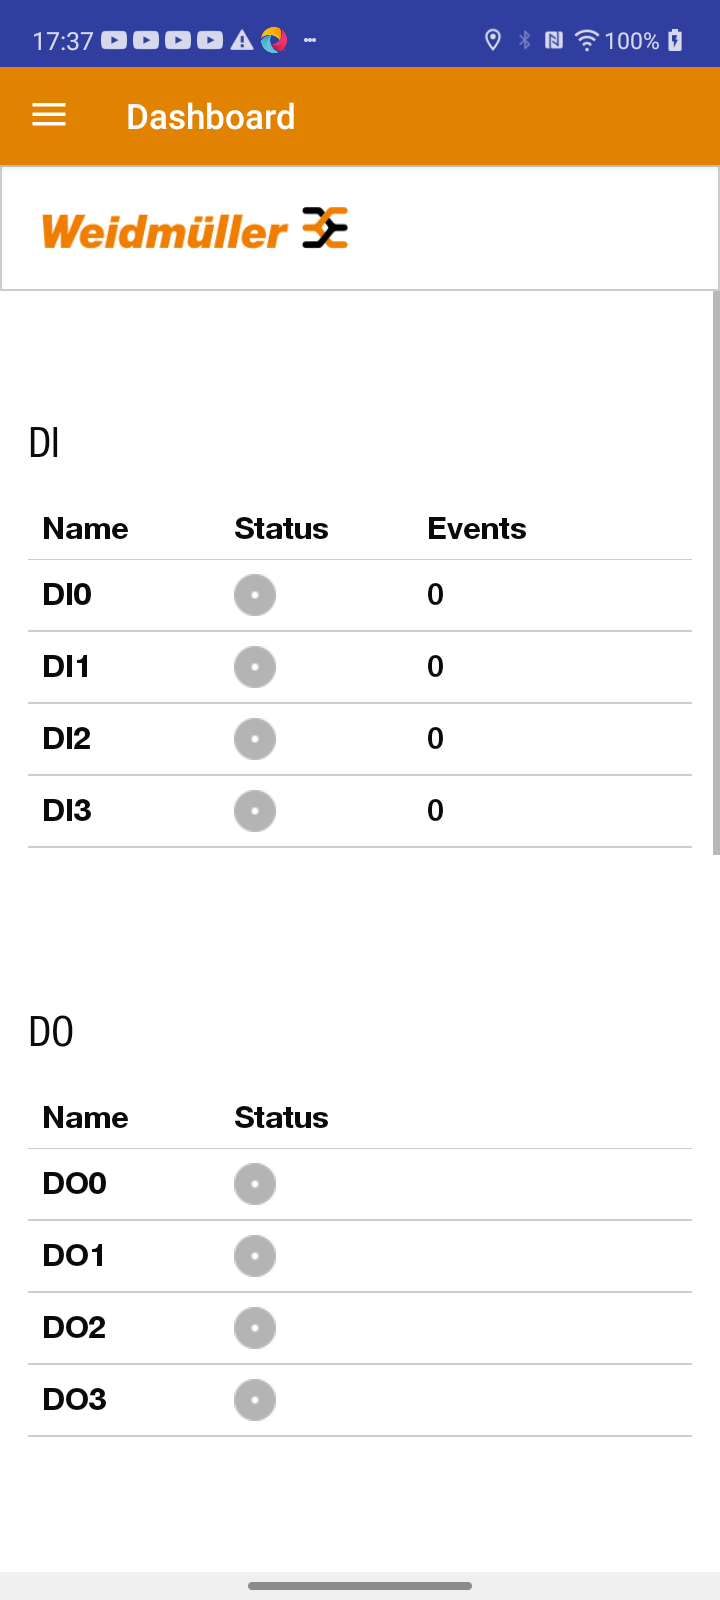 17:37 100%
Dashboard
Weidmüller
DI
Name Status Events
DI0 0
DI1 0
DI2 0
DI3 0
DO
Name Status
DO0
DO1
DO2
DO3